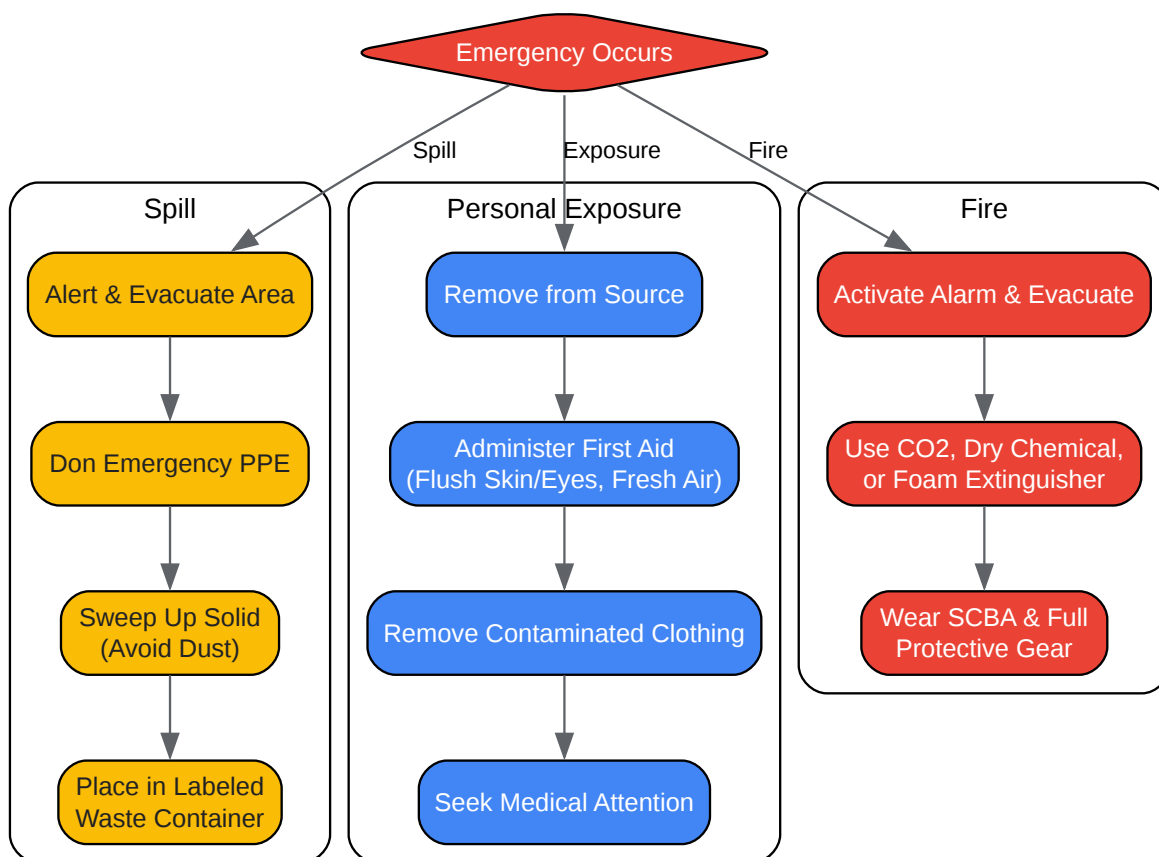 Emergency Occurs
Spill
Exposure
Fire
Spill
Alert & Evacuate Area
Don Emergency PPE
Sweep Up Solid
(Avoid Dust)
Place in Labeled
Waste Container
Personal Exposure
Remove from Source
Administer First Aid
(Flush Skin/Eyes, Fresh Air)
Remove Contaminated Clothing
Seek Medical Attention
Fire
Activate Alarm & Evacuate
Use CO2, Dry Chemical,
or Foam Extinguisher
Wear SCBA & Full
Protective Gear